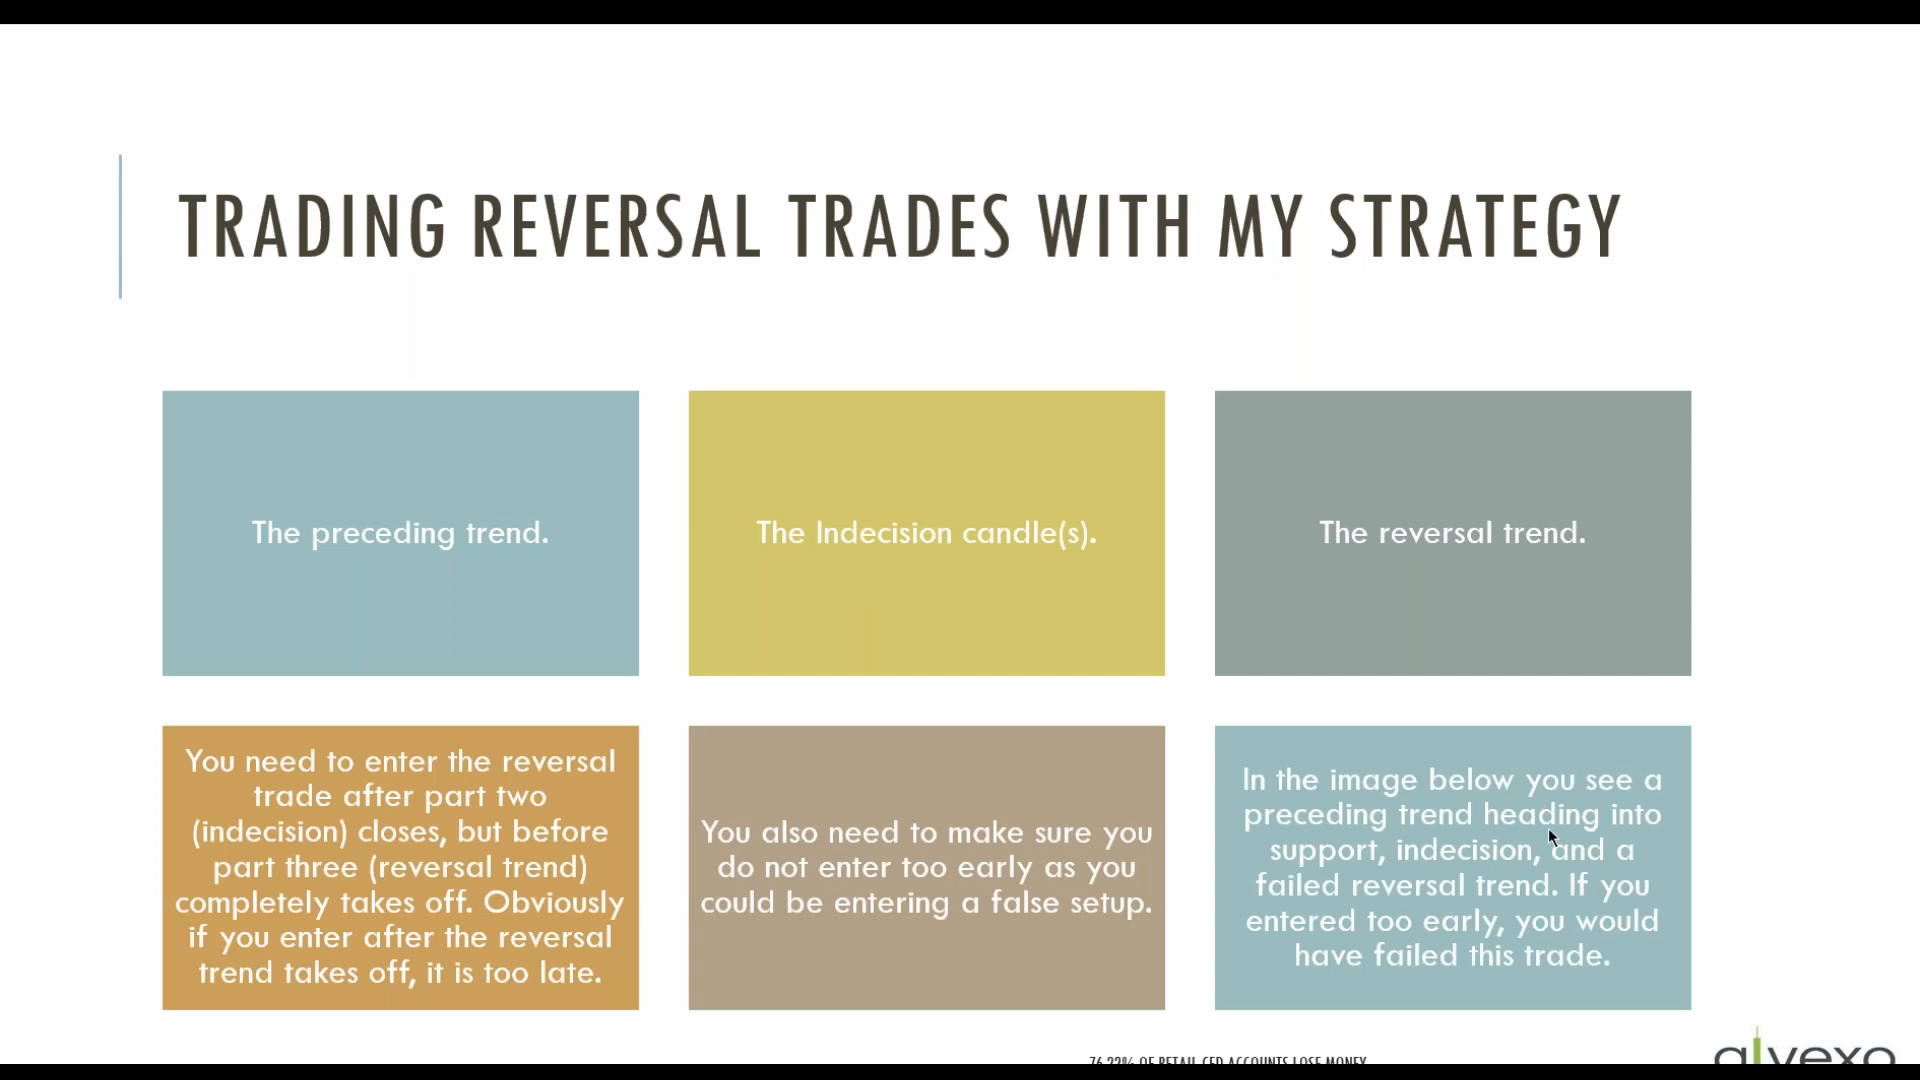 TRADING REVERSAL TRADES WITH MY STRATEGY
The preceding trend.
The Indecision candle(s).
The reversal trend.
You need to enter the reversal
trade after part two
(indecision) closes, but before
part three (reversal trend)
completely takes off. Obviously
if you enter after the reversal
trend takes off, it is too late.
You also need to make sure you
do not enter too early as you
could be entering a false setup.
In the image below you see a
preceding trend heading into
support, indecision, and a
failed reversal trend. If you
entered too early, you would
have failed this trade.
76.22% OF RETAIL CFD ACCOUNTS LOSE MONEY
alvexo